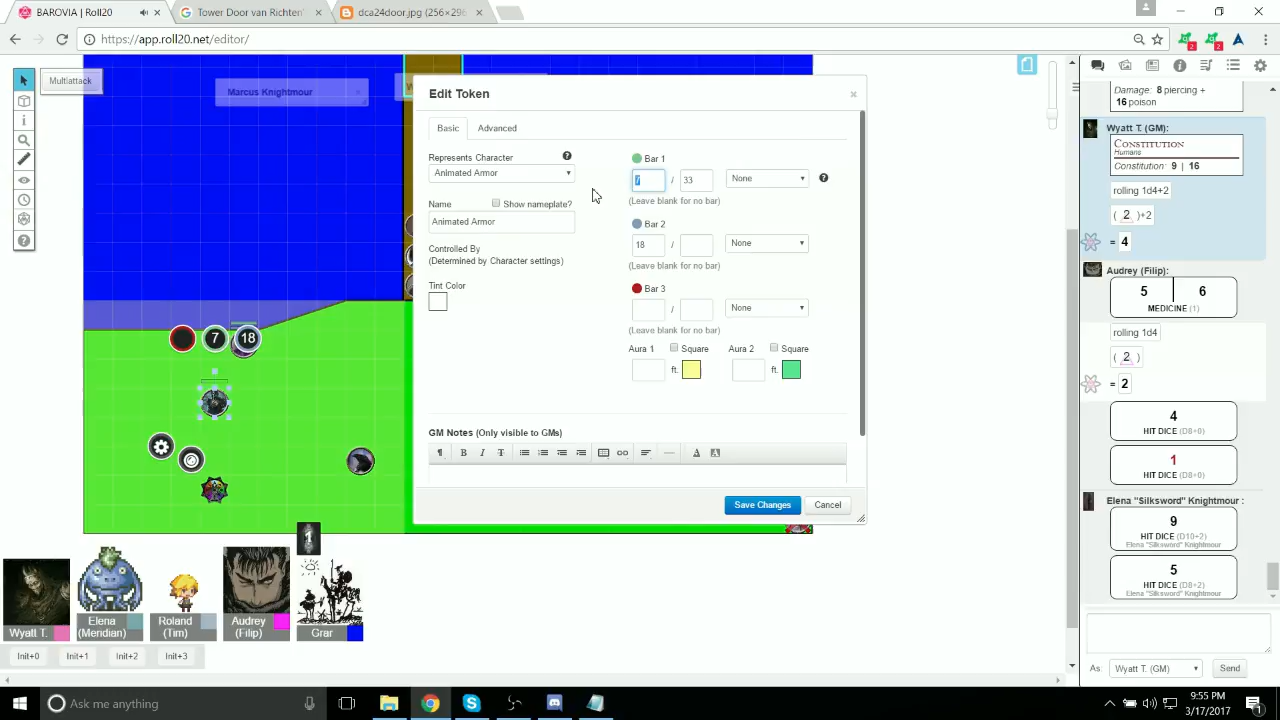 BAROVIA
Tower Door van Richten'
dca24door.jpg (256×296
https://app.roll20.net/editor/
Multiattack
Marcus Knightmour
Edit Token
Basic
Advanced
Represents Character
Animated Armor
Name
Show nameplate?
Animated Armor
Controlled By
(Determined by Character settings)
Tint Color
Bar 1
7 / 33
None
(Leave blank for no bar)
Bar 2
18 /
None
(Leave blank for no bar)
Bar 3
/
None
(Leave blank for no bar)
Aura 1
Square
Aura 2
Square
ft.
ft.
GM Notes (Only visible to GMs)
Save Changes
Cancel
7
18
1
Wyatt T.
Elena
(Meridian)
Roland
(Tim)
Audrey
(Filip)
Grar
Init+0
Init+1
Init+2
Init+3
Damage: 8 piercing +
16 poison
Wyatt T. (GM):
CONSTITUTION
Humans
Constitution: 9 | 16
rolling 1d4+2
( 2 )+2
= 4
Audrey (Filip):
5 6
MEDICINE (1)
rolling 1d4
( 2 )
= 2
4
HIT DICE (D8+0)
1
HIT DICE (D8+0)
Elena "Silksword" Knightmour :
9
HIT DICE (D10+2)
Elena "Silksword" Knightmour
5
HIT DICE (D8+2)
Elena "Silksword" Knightmour
As:
Wyatt T. (GM)
Send
Ask me anything
9:55 PM
3/17/2017